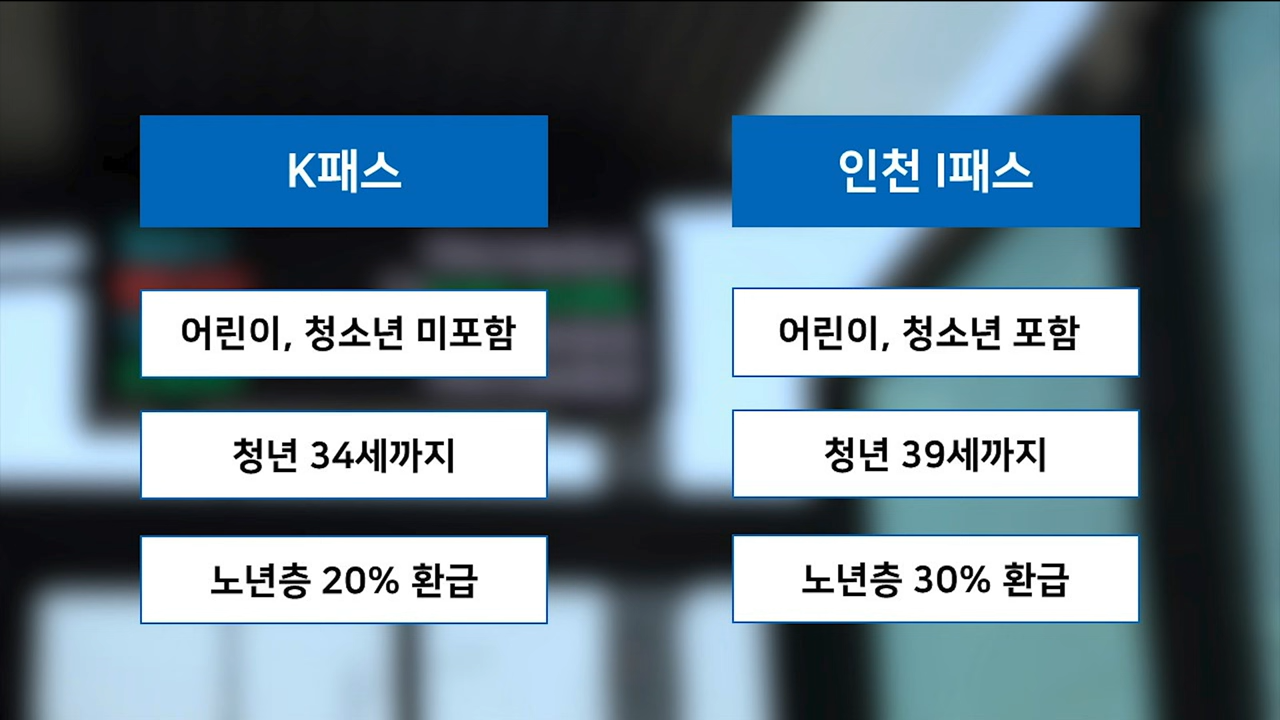 K패스
어린이, 청소년 미포함
청년 34세까지
노년층 20% 환급
인천 I패스
어린이, 청소년 포함
청년 39세까지
노년층 30% 환급